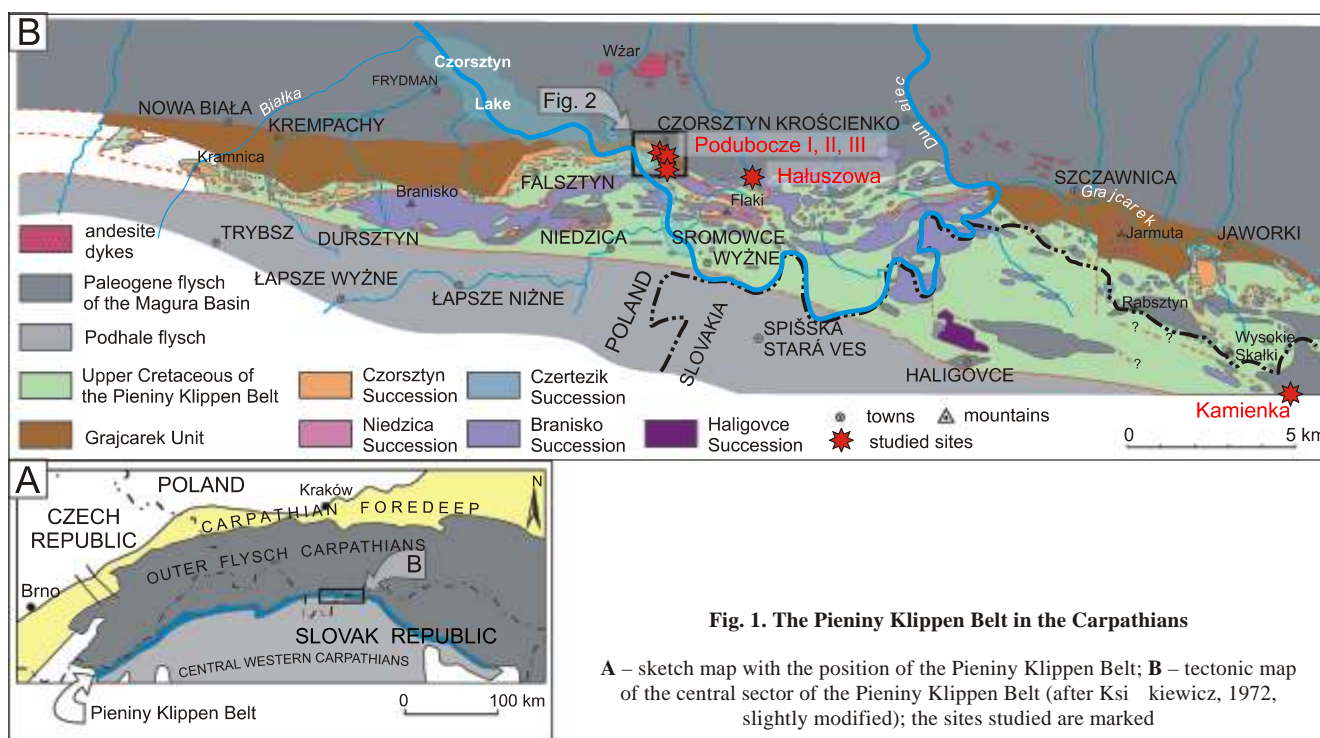 B
Czorsztyn
Lake
Wżar
FRYDMAN
Białka
Fig. 2
NOWA BIAŁA
KREMPACHY
CZORSZTYN KROŚCIENKO
Dun aiec
Podubocze I, II, III
Kramnica
Hałuszowa
SZCZAWNICA
Grajcarek
FALSZTYN
Branisko
Flaki
andesite
dykes
TRYBSZ
DURSZTYN
NIEDZICA
SROMOWCE
WYŻNE
Jarmuta
JAWORKI
Paleogene flysch
of the Magura Basin
ŁAPSZE WYŻNE
ŁAPSZE NIŻNE
POLAND
SLOVAKIA
Rabsztyn
Podhale flysch
SPIŠSKA
STARÁ VES
? ?
?
Wysokie
Skałki
HALIGOVCE
Upper Cretaceous of
the Pieniny Klippen Belt
Czorsztyn
Succession
Czertezik
Succession
Kamienka
Grajcarek Unit
Niedzica
Succession
Branisko
Succession
Haligovce
Succession
towns
mountains
studied sites
0 5 km
A
POLAND
Kraków
N
CZECH
REPUBLIC
CARPATHIAN FOREDEEP
OUTER FLYSCH CARPATHIANS
B
Brno
SLOVAK REPUBLIC
CENTRAL WESTERN CARPATHIANS
0 100 km
Pieniny Klippen Belt
Fig. 1. The Pieniny Klippen Belt in the Carpathians
A – sketch map with the position of the Pieniny Klippen Belt; B – tectonic map
of the central sector of the Pieniny Klippen Belt (after Ksi kiewicz, 1972,
slightly modified); the sites studied are marked